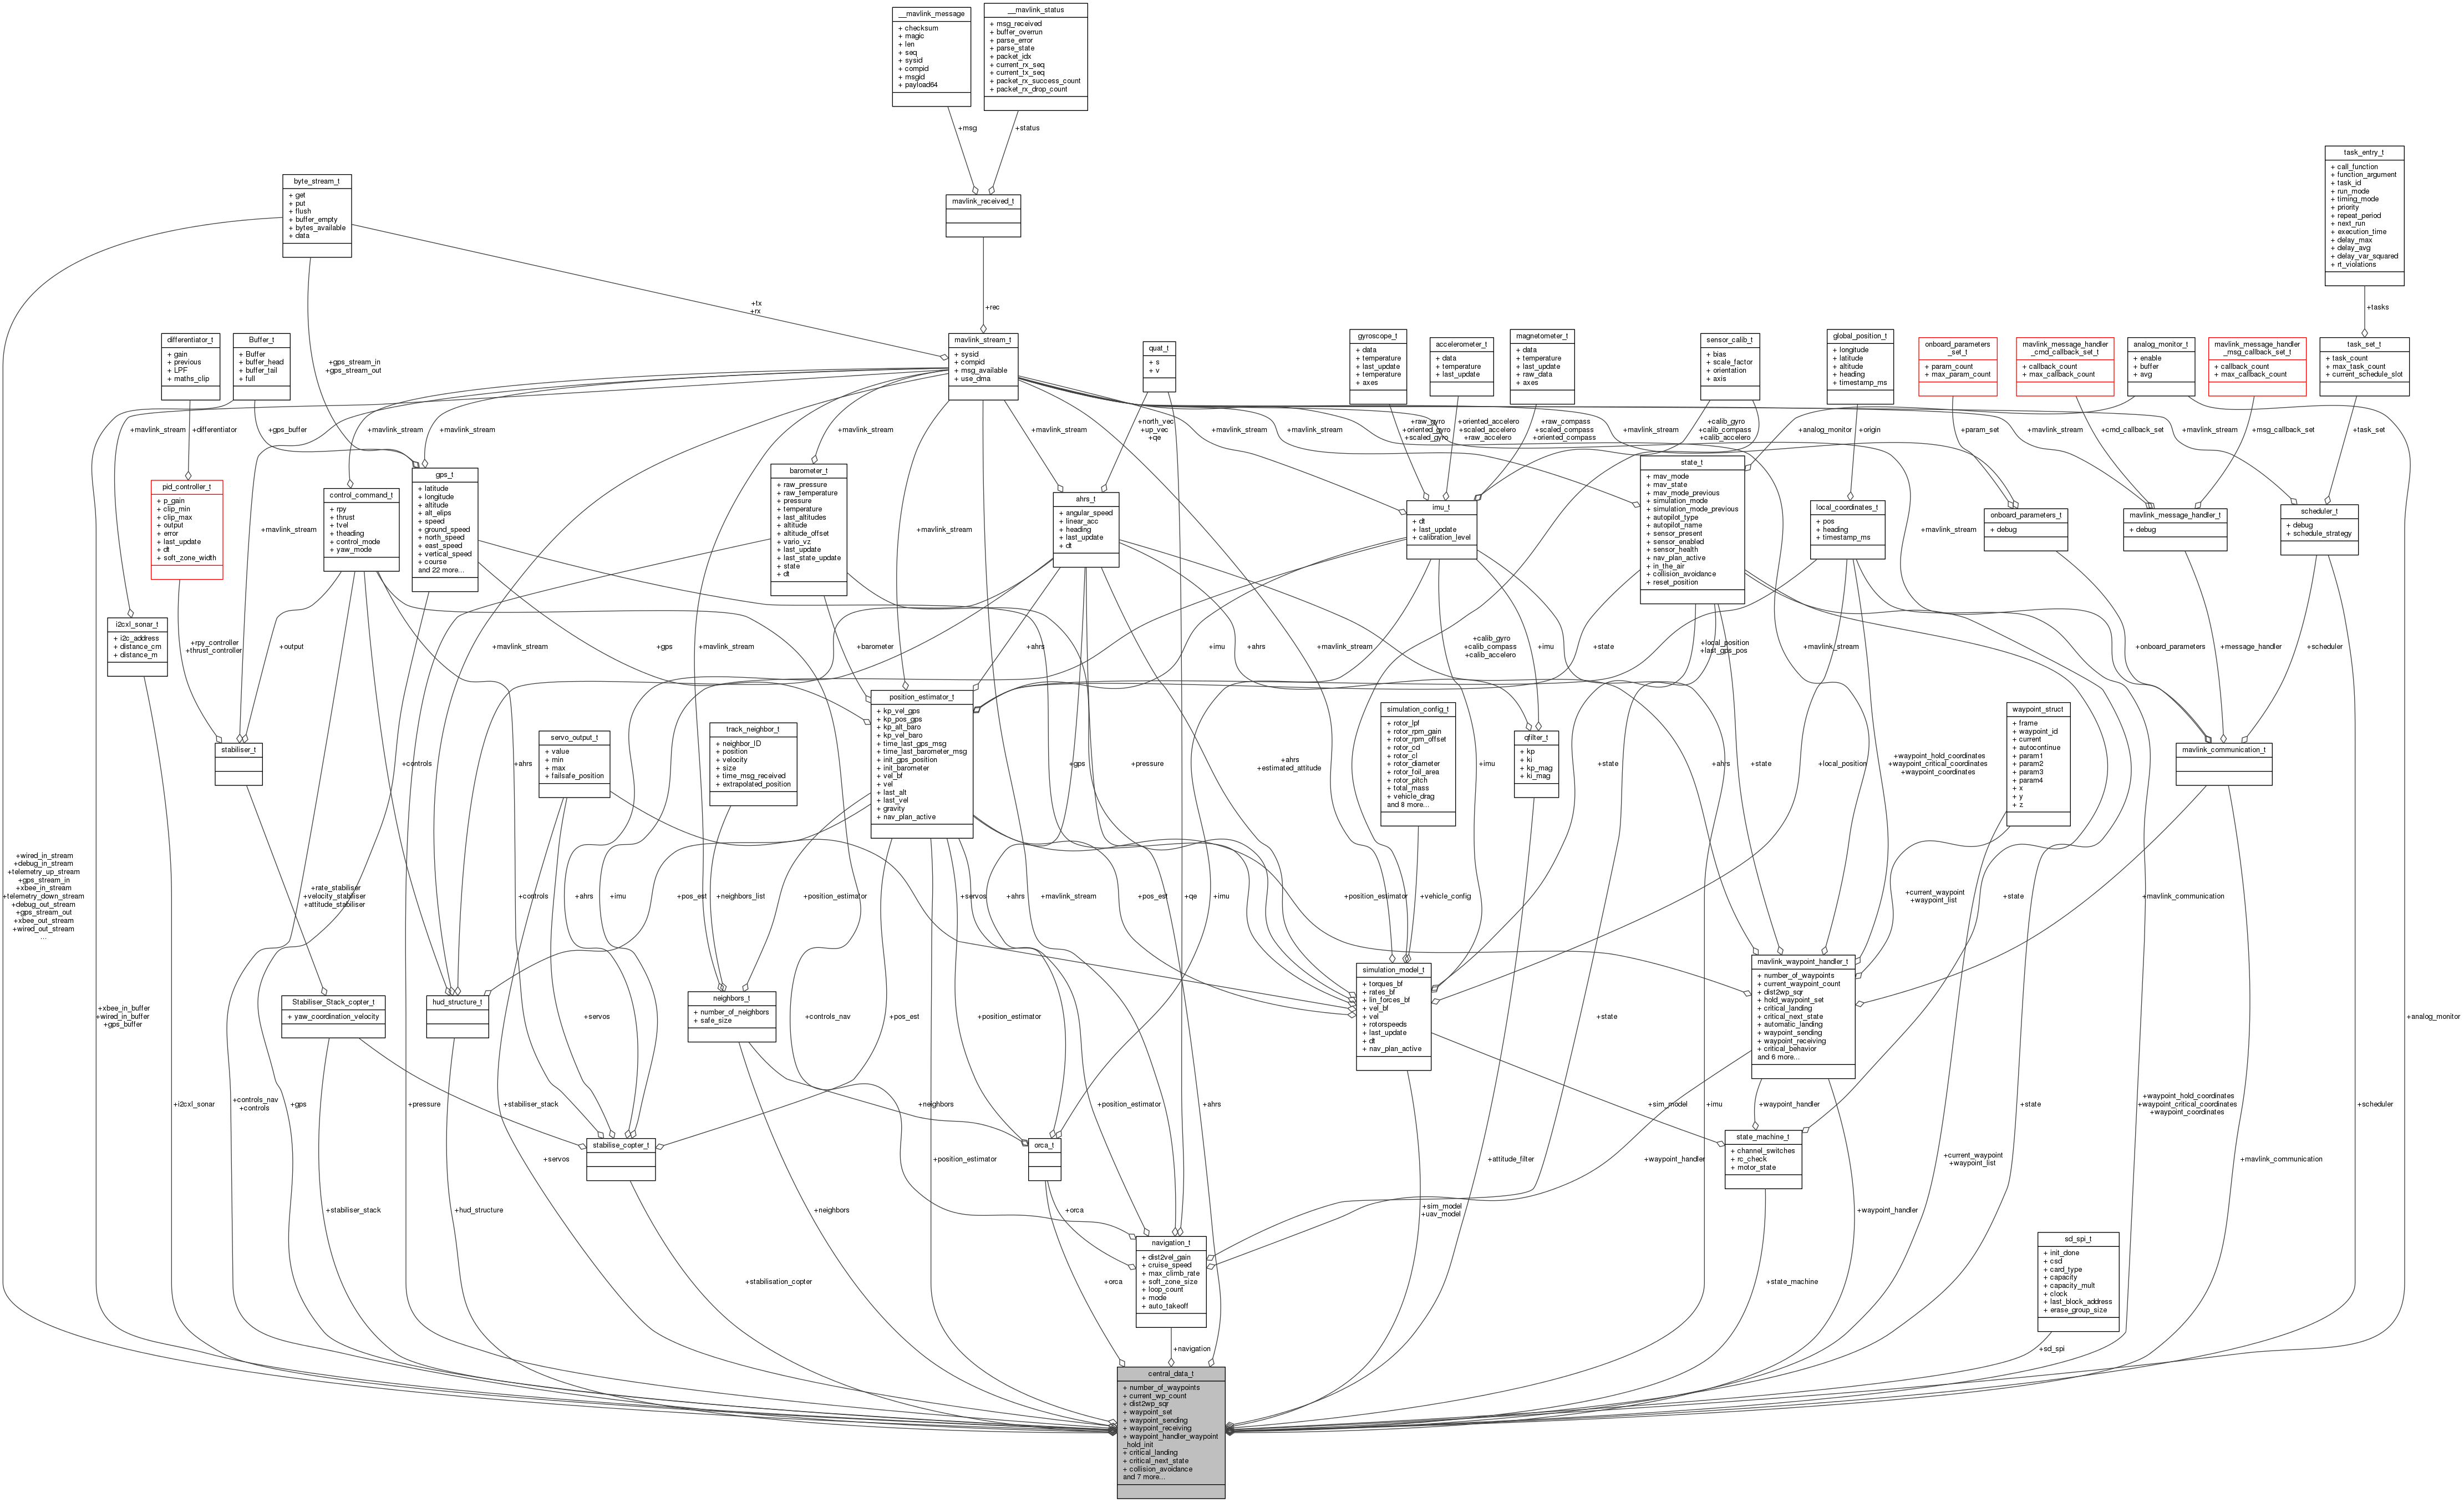 __mavlink_message
+ checksum
+ magic
+ len
+ seq
+ sysid
+ compid
+ msgid
+ payload64
__mavlink_status
+ msg_received
+ buffer_overrun
+ parse_error
+ parse_state
+ packet_idx
+ current_rx_seq
+ current_tx_seq
+ packet_rx_success_count
+ packet_rx_drop_count
+msg
+status
task_entry_t
+ call_function
+ function_argument
+ task_id
+ run_mode
+ timing_mode
+ priority
+ repeat_period
+ next_run
+ execution_time
+ delay_max
+ delay_avg
+ delay_var_squared
+ rt_violations
byte_stream_t
+ get
+ put
+ flush
+ buffer_empty
+ bytes_available
+ data
mavlink_received_t
+tx
+rx
+rec
+tasks
+gps_stream_in
+gps_stream_out
differentiator_t
+ gain
+ previous
+ LPF
+ maths_clip
Buffer_t
+ Buffer
+ buffer_head
+ buffer_tail
+ full
mavlink_stream_t
+ sysid
+ compid
+ msg_available
+ use_dma
quat_t
+ s
+ v
gyroscope_t
+ data
+ temperature
+ last_update
+ temperature
+ axes
accelerometer_t
+ data
+ temperature
+ last_update
magnetometer_t
+ data
+ temperature
+ last_update
+ raw_data
+ axes
sensor_calib_t
+ bias
+ scale_factor
+ orientation
+ axis
global_position_t
+ longitude
+ latitude
+ altitude
+ heading
+ timestamp_ms
onboard_parameters
_set_t
+ param_count
+ max_param_count
mavlink_message_handler
_cmd_callback_set_t
+ callback_count
+ max_callback_count
analog_monitor_t
+ enable
+ buffer
+ avg
mavlink_message_handler
_msg_callback_set_t
+ callback_count
+ max_callback_count
task_set_t
+ task_count
+ max_task_count
+ current_schedule_slot
+mavlink_stream
+differentiator
+gps_buffer
+mavlink_stream
+mavlink_stream
+mavlink_stream
+mavlink_stream
+north_vec
+up_vec
+qe
+mavlink_stream
+mavlink_stream
+raw_gyro
+oriented_gyro
+scaled_gyro
+oriented_accelero
+scaled_accelero
+raw_accelero
+raw_compass
+scaled_compass
+oriented_compass
+mavlink_stream
+calib_gyro
+calib_compass
+calib_accelero
+analog_monitor
+origin
+param_set
+cmd_callback_set
+mavlink_stream
+msg_callback_set
+mavlink_stream
+task_set
pid_controller_t
+ p_gain
+ clip_min
+ clip_max
+ output
+ error
+ last_update
+ dt
+ soft_zone_width
control_command_t
+ rpy
+ thrust
+ tvel
+ theading
+ control_mode
+ yaw_mode
gps_t
+ latitude
+ longitude
+ altitude
+ alt_elips
+ speed
+ ground_speed
+ north_speed
+ east_speed
+ vertical_speed
+ course
and 22 more...
barometer_t
+ raw_pressure
+ raw_temperature
+ pressure
+ temperature
+ last_altitudes
+ altitude
+ altitude_offset
+ vario_vz
+ last_update
+ last_state_update
+ state
+ dt
ahrs_t
+ angular_speed
+ linear_acc
+ heading
+ last_update
+ dt
imu_t
+ dt
+ last_update
+ calibration_level
state_t
+ mav_mode
+ mav_state
+ mav_mode_previous
+ simulation_mode
+ simulation_mode_previous
+ autopilot_type
+ autopilot_name
+ sensor_present
+ sensor_enabled
+ sensor_health
+ nav_plan_active
+ in_the_air
+ collision_avoidance
+ reset_position
local_coordinates_t
+ pos
+ heading
+ timestamp_ms
onboard_parameters_t
+ debug
mavlink_message_handler_t
+ debug
scheduler_t
+ debug
+ schedule_strategy
+mavlink_stream
+mavlink_stream
+mavlink_stream
i2cxl_sonar_t
+ i2c_address
+ distance_cm
+ distance_m
+rpy_controller
+thrust_controller
+output
+mavlink_stream
+mavlink_stream
+gps
+barometer
+ahrs
+imu
+ahrs
+mavlink_stream
+calib_gyro
+calib_compass
+calib_accelero
+imu
+state
+local_position
+last_gps_pos
+mavlink_stream
+onboard_parameters
+message_handler
+scheduler
stabiliser_t
servo_output_t
+ value
+ min
+ max
+ failsafe_position
track_neighbor_t
+ neighbor_ID
+ position
+ velocity
+ size
+ time_msg_received
+ extrapolated_position
position_estimator_t
+ kp_vel_gps
+ kp_pos_gps
+ kp_alt_baro
+ kp_vel_baro
+ time_last_gps_msg
+ time_last_barometer_msg
+ init_gps_position
+ init_barometer
+ vel_bf
+ vel
+ last_alt
+ last_vel
+ gravity
+ nav_plan_active
simulation_config_t
+ rotor_lpf
+ rotor_rpm_gain
+ rotor_rpm_offset
+ rotor_cd
+ rotor_cl
+ rotor_diameter
+ rotor_foil_area
+ rotor_pitch
+ total_mass
+ vehicle_drag
and 8 more...
qfilter_t
+ kp
+ ki
+ kp_mag
+ ki_mag
waypoint_struct
+ frame
+ waypoint_id
+ current
+ autocontinue
+ param1
+ param2
+ param3
+ param4
+ x
+ y
+ z
mavlink_communication_t
+controls
+ahrs
+gps
+pressure
+ahrs
+estimated_attitude
+imu
+state
+ahrs
+state
+local_position
+waypoint_hold_coordinates
+waypoint_critical_coordinates
+waypoint_coordinates
+wired_in_stream
+debug_in_stream
+telemetry_up_stream
+gps_stream_in
+xbee_in_stream
+telemetry_down_stream
+debug_out_stream
+gps_stream_out
+xbee_out_stream
+wired_out_stream
...
+rate_stabiliser
+velocity_stabiliser
+attitude_stabiliser
+controls
+ahrs
+imu
+pos_est
+neighbors_list
+position_estimator
+servos
+ahrs
+mavlink_stream
+pos_est
+qe
+imu
+position_estimator
+vehicle_config
+current_waypoint
+waypoint_list
+state
+mavlink_communication
+xbee_in_buffer
+wired_in_buffer
+gps_buffer
Stabiliser_Stack_copter_t
+ yaw_coordination_velocity
hud_structure_t
+servos
neighbors_t
+ number_of_neighbors
+ safe_size
+controls_nav
+pos_est
+position_estimator
simulation_model_t
+ torques_bf
+ rates_bf
+ lin_forces_bf
+ vel_bf
+ vel
+ rotorspeeds
+ last_update
+ dt
+ nav_plan_active
+state
mavlink_waypoint_handler_t
+ number_of_waypoints
+ current_waypoint_count
+ dist2wp_sqr
+ hold_waypoint_set
+ critical_landing
+ critical_next_state
+ automatic_landing
+ waypoint_sending
+ waypoint_receiving
+ critical_behavior
and 6 more...
+analog_monitor
+i2cxl_sonar
+controls_nav
+controls
+gps
+pressure
+stabiliser_stack
+neighbors
+position_estimator
+ahrs
+sim_model
+imu
+waypoint_handler
+state
+waypoint_hold_coordinates
+waypoint_critical_coordinates
+waypoint_coordinates
+scheduler
stabilise_copter_t
orca_t
state_machine_t
+ channel_switches
+ rc_check
+ motor_state
+servos
+position_estimator
+attitude_filter
+waypoint_handler
+current_waypoint
+waypoint_list
+mavlink_communication
+stabiliser_stack
+hud_structure
+neighbors
+orca
+sim_model
+uav_model
+waypoint_handler
navigation_t
+ dist2vel_gain
+ cruise_speed
+ max_climb_rate
+ soft_zone_size
+ loop_count
+ mode
+ auto_takeoff
sd_spi_t
+ init_done
+ csd
+ card_type
+ capacity
+ capacity_mult
+ clock
+ last_block_address
+ erase_group_size
+stabilisation_copter
+orca
+state_machine
+navigation
+sd_spi
central_data_t
+ number_of_waypoints
+ current_wp_count
+ dist2wp_sqr
+ waypoint_set
+ waypoint_sending
+ waypoint_receiving
+ waypoint_handler_waypoint
_hold_init
+ critical_landing
+ critical_next_state
+ collision_avoidance
and 7 more...